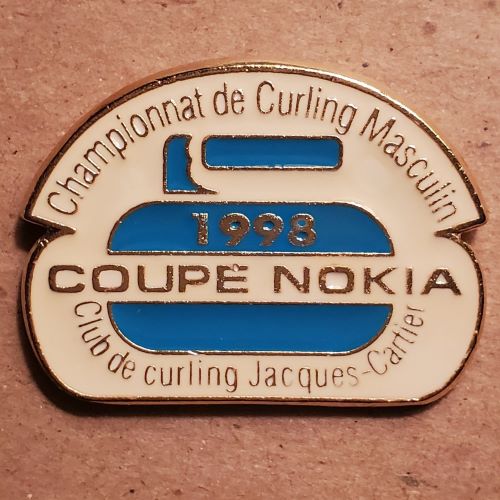 Championnat de Curling Masculin
1998
COUPE NOKIA
Club de curling Jacques-Cartier